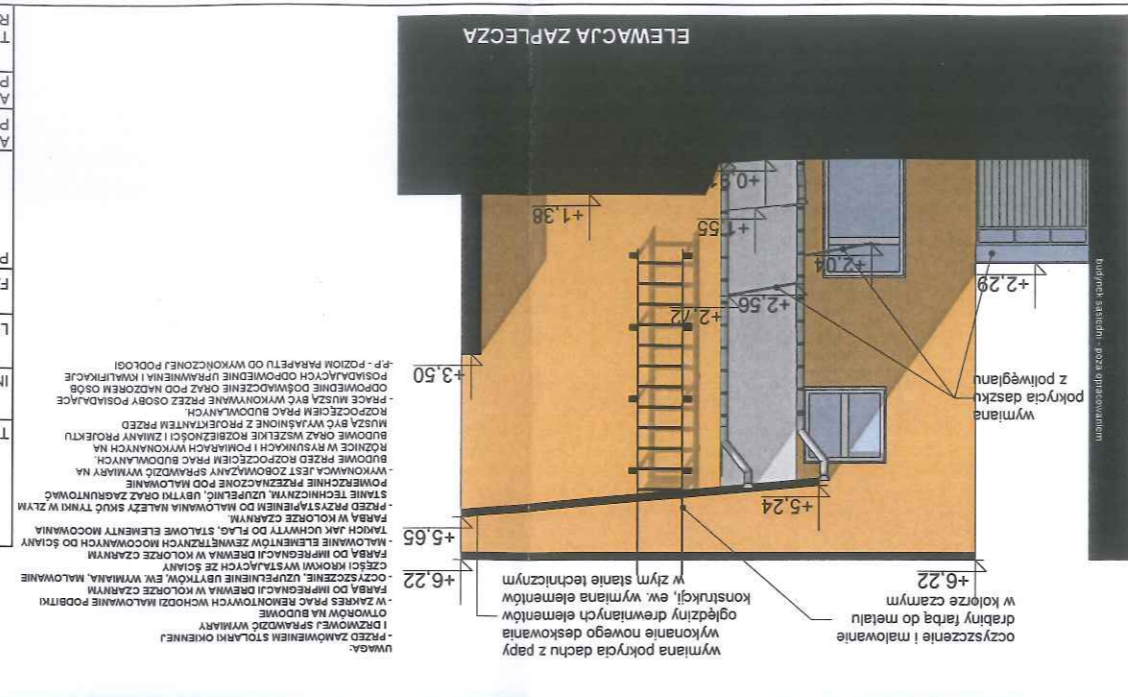 oczyszczenie i malowanie
drabiny farbą do metalu
w kolorze czarnym
wymiana pokrycia dachu z papy
wykonanie nowego deskowania
oględziny drewnianych elementów
konstrukcji, ew. wymiana elementów
w złym stanie technicznym
+6,22
+6,22
+5,65
+5,24
wymiana
pokrycia daszku
z poliwęglanu
+3,50
+2,72
+2,56
+2,29
+2,04
+1,55
+1,38
+0,91
budynek sąsiedni - poza opracowaniem
ELEWACJA ZAPLECZA
UWAGA:
- PRZED ZAMÓWIENIEM STOLARKI OKIENNEJ
I DRZWIOWEJ SPRAWDZIĆ WYMIARY
OTWORÓW NA BUDOWIE
- W ZAKRES PRAC REMONTOWYCH WCHODZI MALOWANIE PODBITKI
FARBĄ DO IMPREGNACJI DREWNA W KOLORZE CZARNYM
- OCZYSZCZENIE, UZUPEŁNIENIE UBYTKÓW, EW. WYMIANA, MALOWANIE
CZĘŚCI KROKWI WYSTAJĄCYCH ZE ŚCIANY
FARBĄ DO IMPREGNACJI DREWNA W KOLORZE CZARNYM
- MALOWANIE ELEMENTÓW ZEWNĘTRZNYCH MOCOWANYCH DO ŚCIANY
TAKICH JAK UCHWYTY DO FLAG, STALOWE ELEMENTY MOCOWANIA
FARBĄ W KOLORZE CZARNYM.
- PRZED PRZYSTĄPIENIEM DO MALOWANIA NALEŻY SKUĆ TYNKI W ZŁYM
STANIE TECHNICZNYM, UZUPEŁNIĆ, UBYTKI ORAZ ZAGRUNTOWAĆ
POWIERZCHNIE PRZEZNACZONE POD MALOWANIE
- WYKONAWCA JEST ZOBOWIĄZANY SPRAWDZIĆ WYMIARY NA
BUDOWIE PRZED ROZPOCZĘCIEM PRAC BUDOWLANYCH.
RÓŻNICE W RYSUNKACH I POMIARACH WYKONANYCH NA
BUDOWIE ORAZ WSZELKIE ROZBIEŻNOŚCI I ZMIANY PROJEKTU
MUSZĄ BYĆ WYJAŚNIONE Z PROJEKTANTEM PRZED
ROZPOCZĘCIEM PRAC BUDOWLANYCH.
- PRACE MUSZĄ BYĆ WYKONYWANE PRZEZ OSOBY POSIADAJĄCE
ODPOWIEDNIE DOŚWIADCZENIE ORAZ POD NADZOREM OSÓB
POSIADAJĄCYCH ODPOWIEDNIE UPRAWNIENIA I KWALIFIKACJE
-P.P - POZIOM PARAPETU OD WYKOŃCZONEJ PODŁOGI